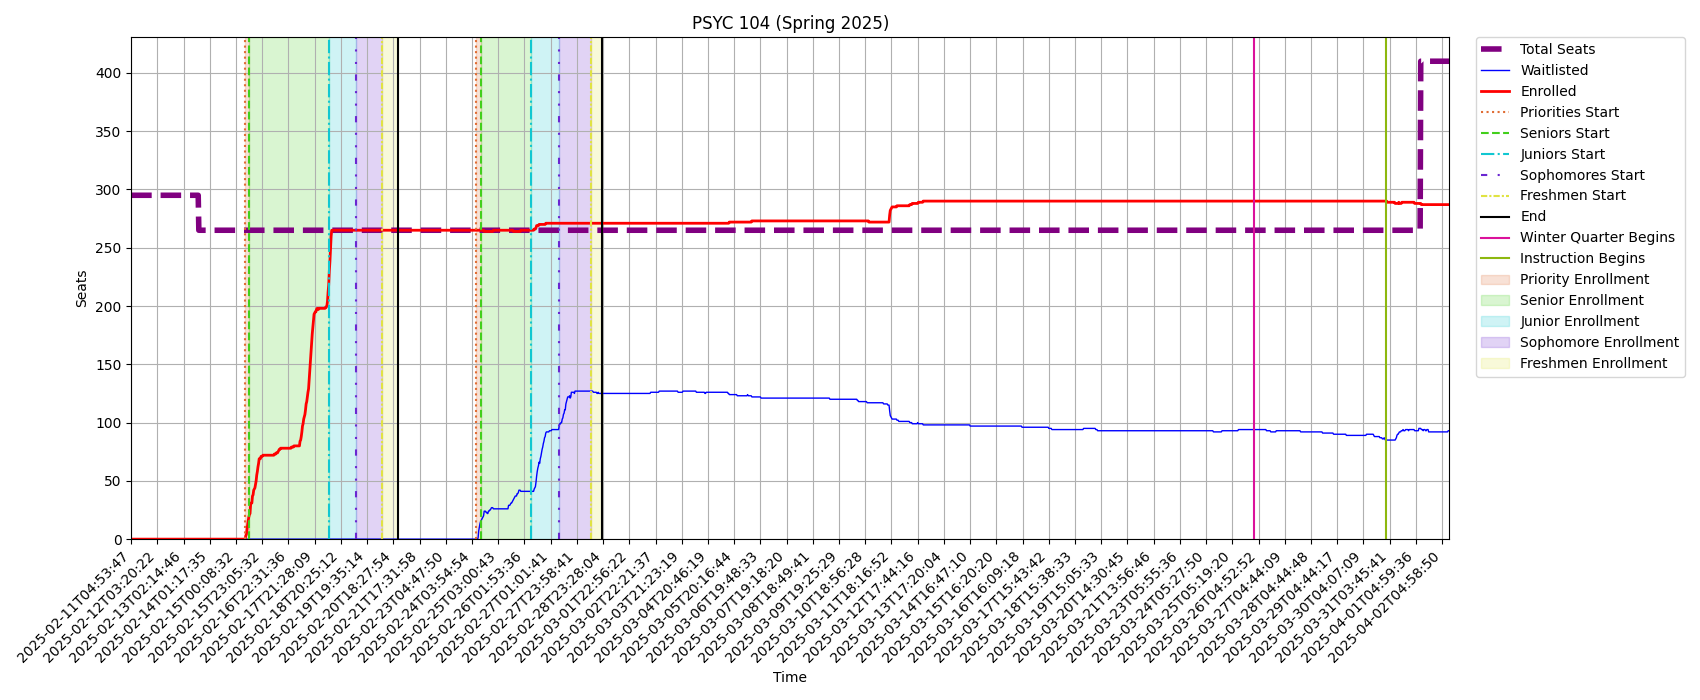 PSYC 104 (Spring 2025)
Seats
400
350
300
250
200
150
100
50
0
2025-02-11T04:53:47
2025-02-12T03:20:22
2025-02-13T02:14:46
2025-02-14T01:17:35
2025-02-15T00:08:32
2025-02-15T23:05:32
2025-02-16T22:31:36
2025-02-17T21:28:09
2025-02-18T20:25:12
2025-02-19T19:35:14
2025-02-20T18:27:54
2025-02-21T17:31:58
2025-02-23T04:47:50
2025-02-24T03:54:54
2025-02-25T03:00:43
2025-02-26T01:53:36
2025-02-27T01:01:41
2025-02-27T23:58:41
2025-02-28T23:28:04
2025-03-01T22:56:22
2025-03-02T22:21:37
2025-03-03T21:23:19
2025-03-04T20:46:19
2025-03-05T20:16:44
2025-03-06T19:48:33
2025-03-07T19:18:20
2025-03-08T18:49:41
2025-03-09T19:25:29
2025-03-10T18:56:28
2025-03-11T18:16:52
2025-03-12T17:44:16
2025-03-13T17:20:04
2025-03-14T16:47:10
2025-03-15T16:20:20
2025-03-16T16:09:18
2025-03-17T15:43:42
2025-03-18T15:38:33
2025-03-19T15:05:33
2025-03-20T14:30:45
2025-03-21T13:56:46
2025-03-23T05:55:36
2025-03-24T05:27:50
2025-03-25T05:19:20
2025-03-26T04:52:52
2025-03-27T04:44:09
2025-03-28T04:44:48
2025-03-29T04:44:17
2025-03-30T04:07:09
2025-03-31T03:45:41
2025-04-01T04:59:36
2025-04-02T04:58:50
Time
Total Seats
Waitlisted
Enrolled
Priorities Start
Seniors Start
Juniors Start
Sophomores Start
Freshmen Start
End
Winter Quarter Begins
Instruction Begins
Priority Enrollment
Senior Enrollment
Junior Enrollment
Sophomore Enrollment
Freshmen Enrollment